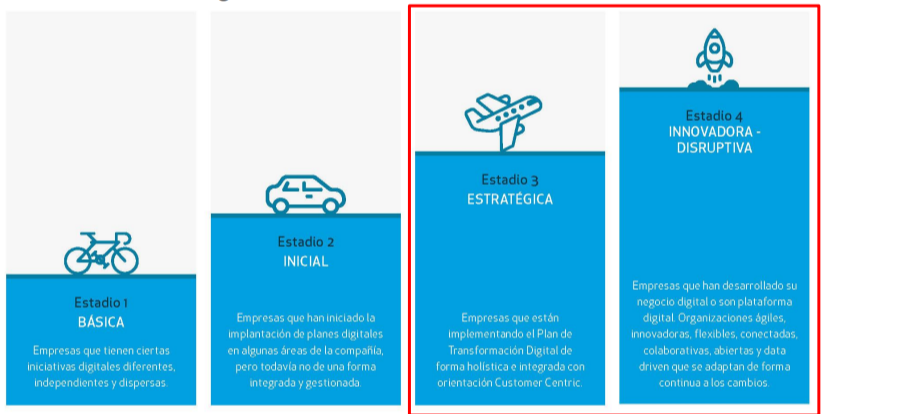 Estadio 1
BÁSICA
Empresas que tienen ciertas
iniciativas digitales diferentes,
independientes y dispersas.
Estadio 2
INICIAL
Empresas que han iniciado la
implantación de planes digitales
en algunas áreas de la compañía,
pero todavía no de una forma
integrada y gestionada.
Estadio 3
ESTRATÉGICA
Empresas que están
implementando el Plan de
Transformación Digital de
forma holística e integrada con
orientación Customer Centric.
Estadio 4
INNOVADORA -
DISRUPTIVA
Empresas que han desarrollado su
negocio digital o son plataforma
digital. Organizaciones ágiles,
innovadoras, flexibles, conectadas,
colaborativas, abiertas y data
driven que se adaptan de forma
continua a los cambios.